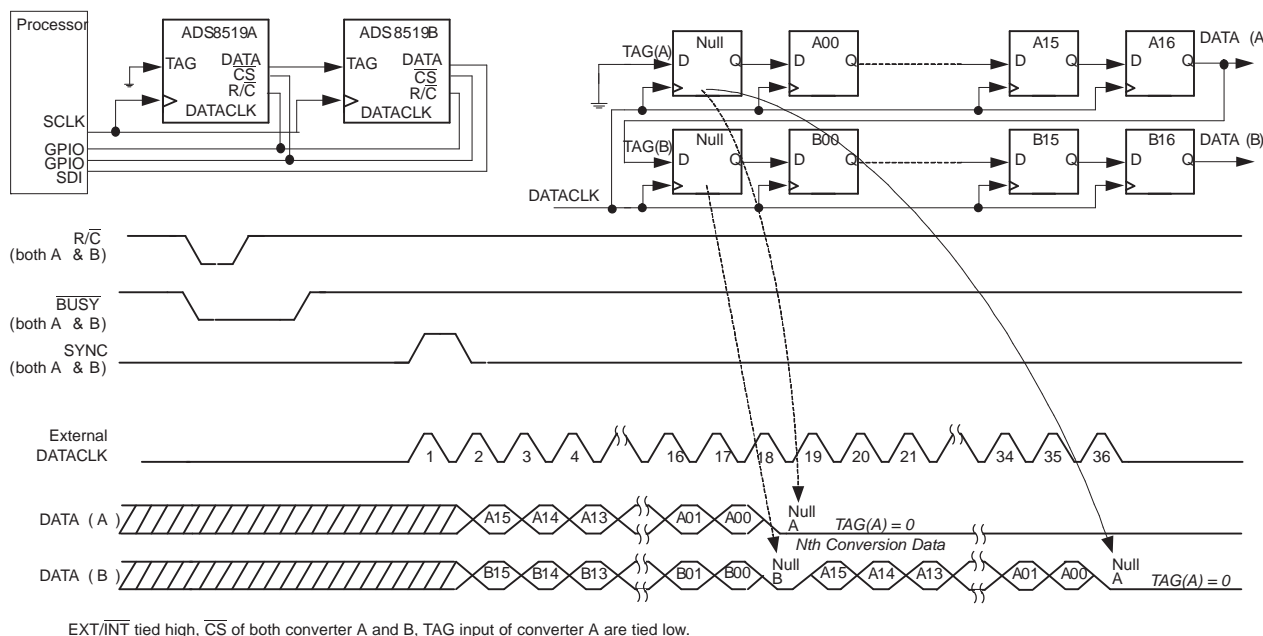 Processor
ADS8519A
TAG
DATA
CS
R/C
DATACLK
ADS8519B
TAG
DATA
CS
R/C
DATACLK
SCLK
GPIO
GPIO
SDI
TAG(A)
Null
D
Q
A00
D
Q
A15
D
Q
A16
D
Q
DATA (A
TAG(B)
Null
D
Q
B00
D
Q
B15
D
Q
B16
D
Q
DATA (B)
DATACLK
R/C
(both A & B)
BUSY
(both A & B)
SYNC
(both A & B)
External
DATACLK
1 2 3 4 16 17 18 19 20 21 34 35 36
DATA ( A )
A15 A14 A13 A01 A00
Null
A
TAG(A) = 0
Nth Conversion Data
DATA ( B )
B15 B14 B13 B01 B00
Null
B
A15 A14 A13 A01 A00
Null
A
TAG(A) = 0
EXT/INT tied high, CS of both converter A and B, TAG input of converter A are tied low.